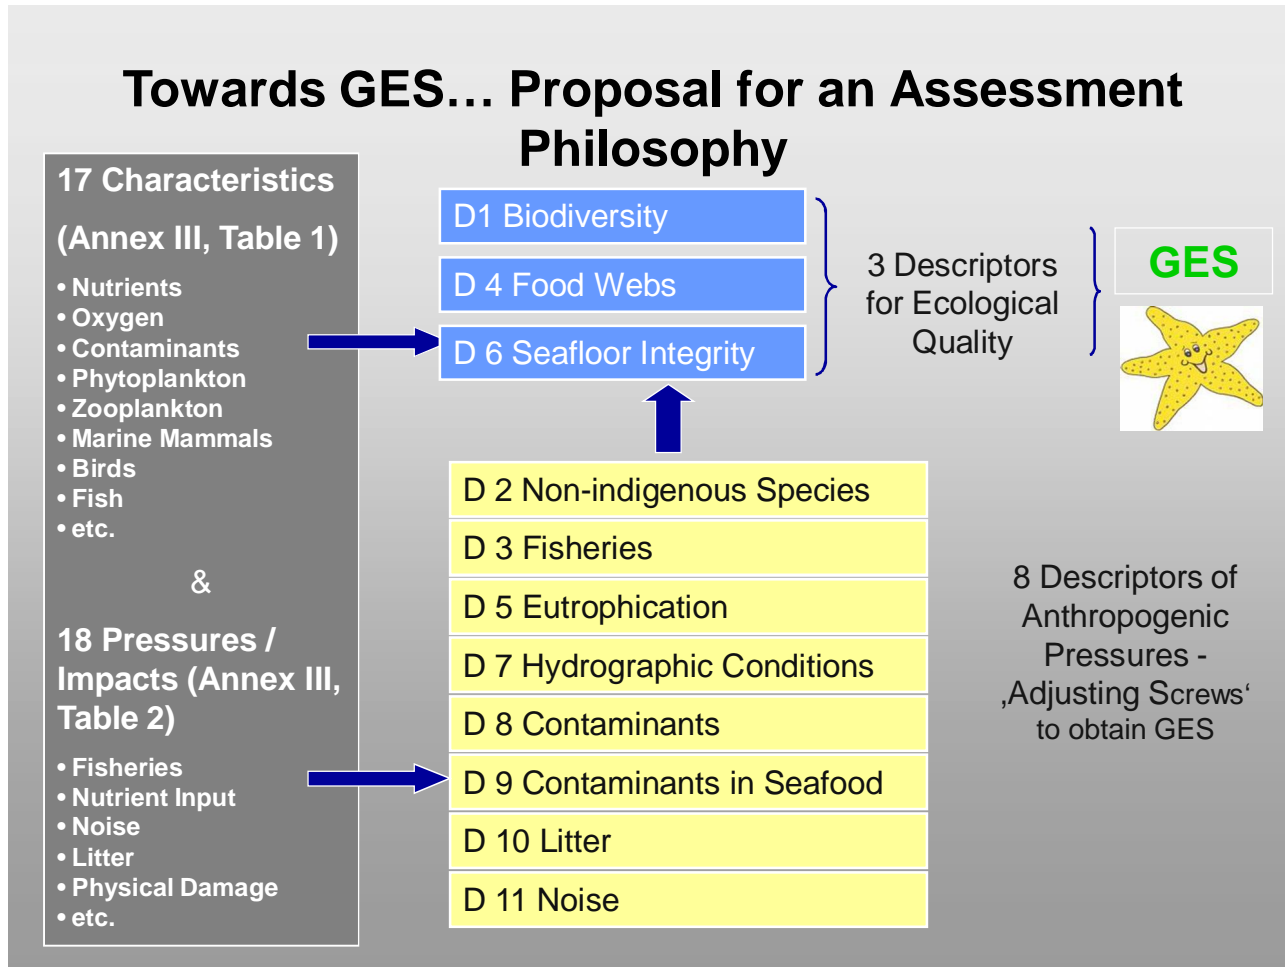 Towards GES… Proposal for an Assessment
Philosophy
17 Characteristics
(Annex III, Table 1)
• Nutrients
• Oxygen
• Contaminants
• Phytoplankton
• Zooplankton
• Marine Mammals
• Birds
• Fish
• etc.
&
18 Pressures /
Impacts (Annex III,
Table 2)
• Fisheries
• Nutrient Input
• Noise
• Litter
• Physical Damage
• etc.
D1 Biodiversity
D 4 Food Webs
D 6 Seafloor Integrity
3 Descriptors
for Ecological
Quality
GES
D 2 Non-indigenous Species
D 3 Fisheries
D 5 Eutrophication
D 7 Hydrographic Conditions
D 8 Contaminants
D 9 Contaminants in Seafood
D 10 Litter
D 11 Noise
8 Descriptors of
Anthropogenic
Pressures -
‚Adjusting Screws‘
to obtain GES